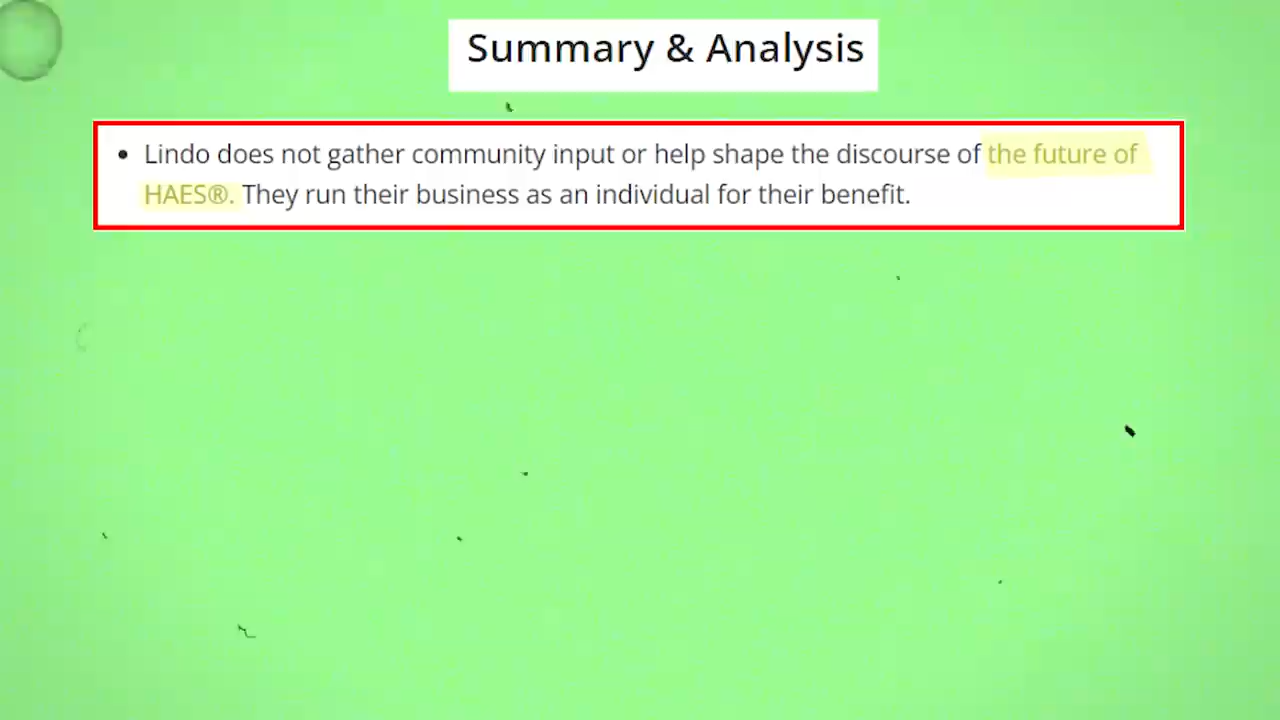 Summary & Analysis
• Lindo does not gather community input or help shape the discourse of the future of
HAES®. They run their business as an individual for their benefit.